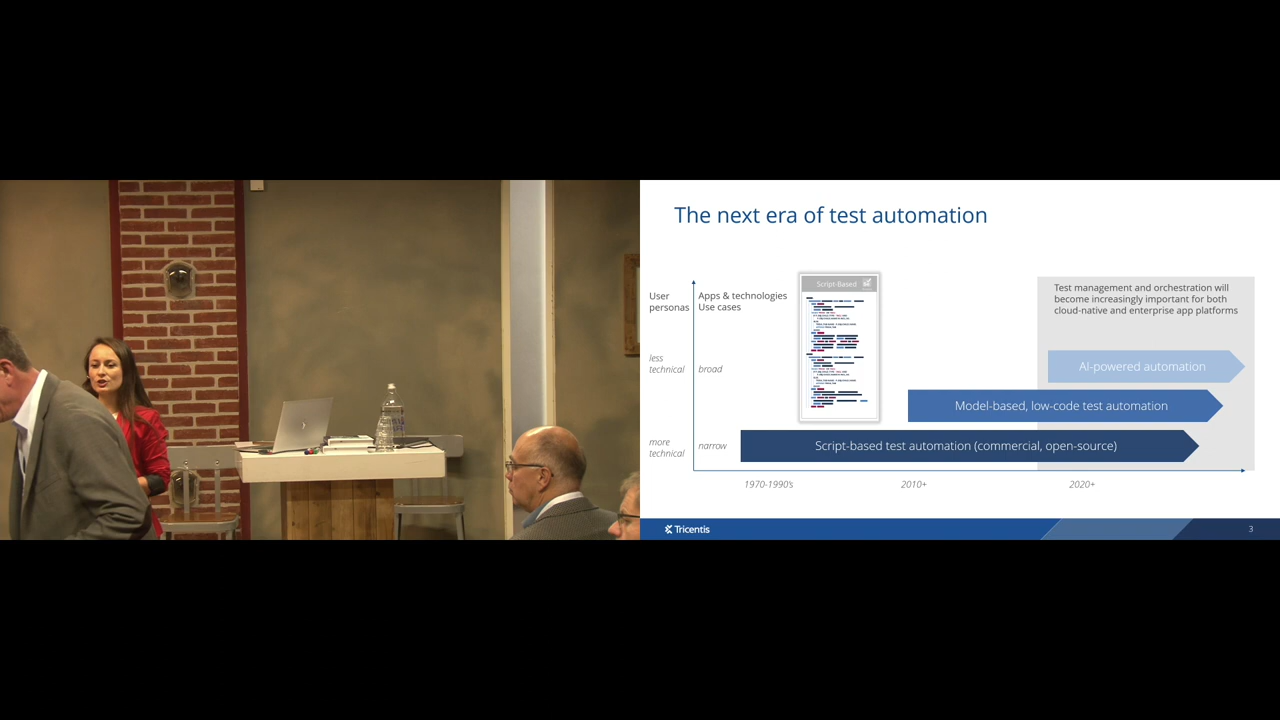 The next era of test automation
User
personas
Apps & technologies
Use cases
Script-Based
Test management and orchestration will
become increasingly important for both
cloud-native and enterprise app platforms
less
technical
broad
AI-powered automation
Model-based, low-code test automation
more
technical
narrow
Script-based test automation (commercial, open-source)
1970-1990's
2010+
2020+
Tricentis
3